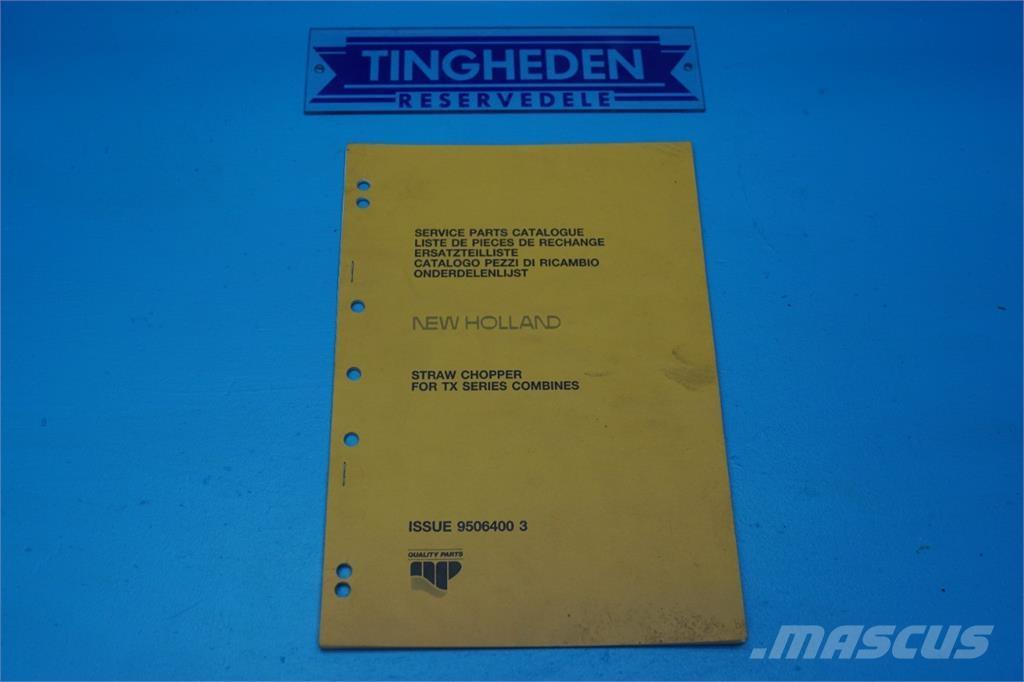 TINGHEDEN
RESERVEDELE
SERVICE PARTS CATALOGUE
LISTE DE PIECES DE RECHANGE
ERSATZTEILLISTE
CATALOGO PEZZI DI RICAMBIO
ONDERDELENLIJST
NEW HOLLAND
STRAW CHOPPER
FOR TX SERIES COMBINES
ISSUE 9506400 3
QUALITY PARTS
QP
.MASCUS